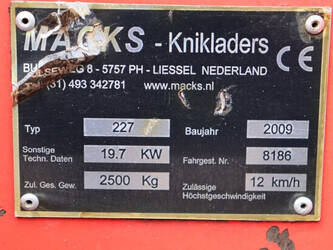 MACKS - Knikladers
BULSEWEG 8 - 5757 PH - LIESSEL NEDERLAND
(31) 493 342781 www.macks.nl
CE
Typ 227 Baujahr 2009
Sonstige Techn. Daten 19.7 KW Fahrgest. Nr. 8186
Zul. Ges. Gew. 2500 Kg Zulässige Höchstgeschwindigkeit 12 km/h